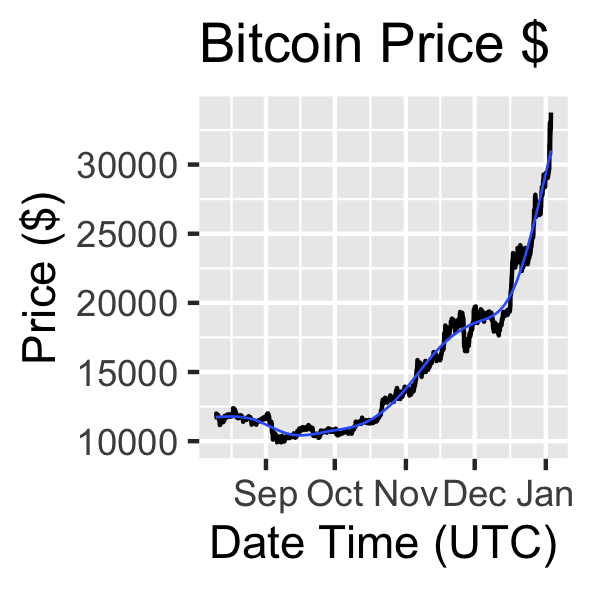 Bitcoin Price $
Price ($)
30000
25000
20000
15000
10000
Sep Oct Nov Dec Jan
Date Time (UTC)